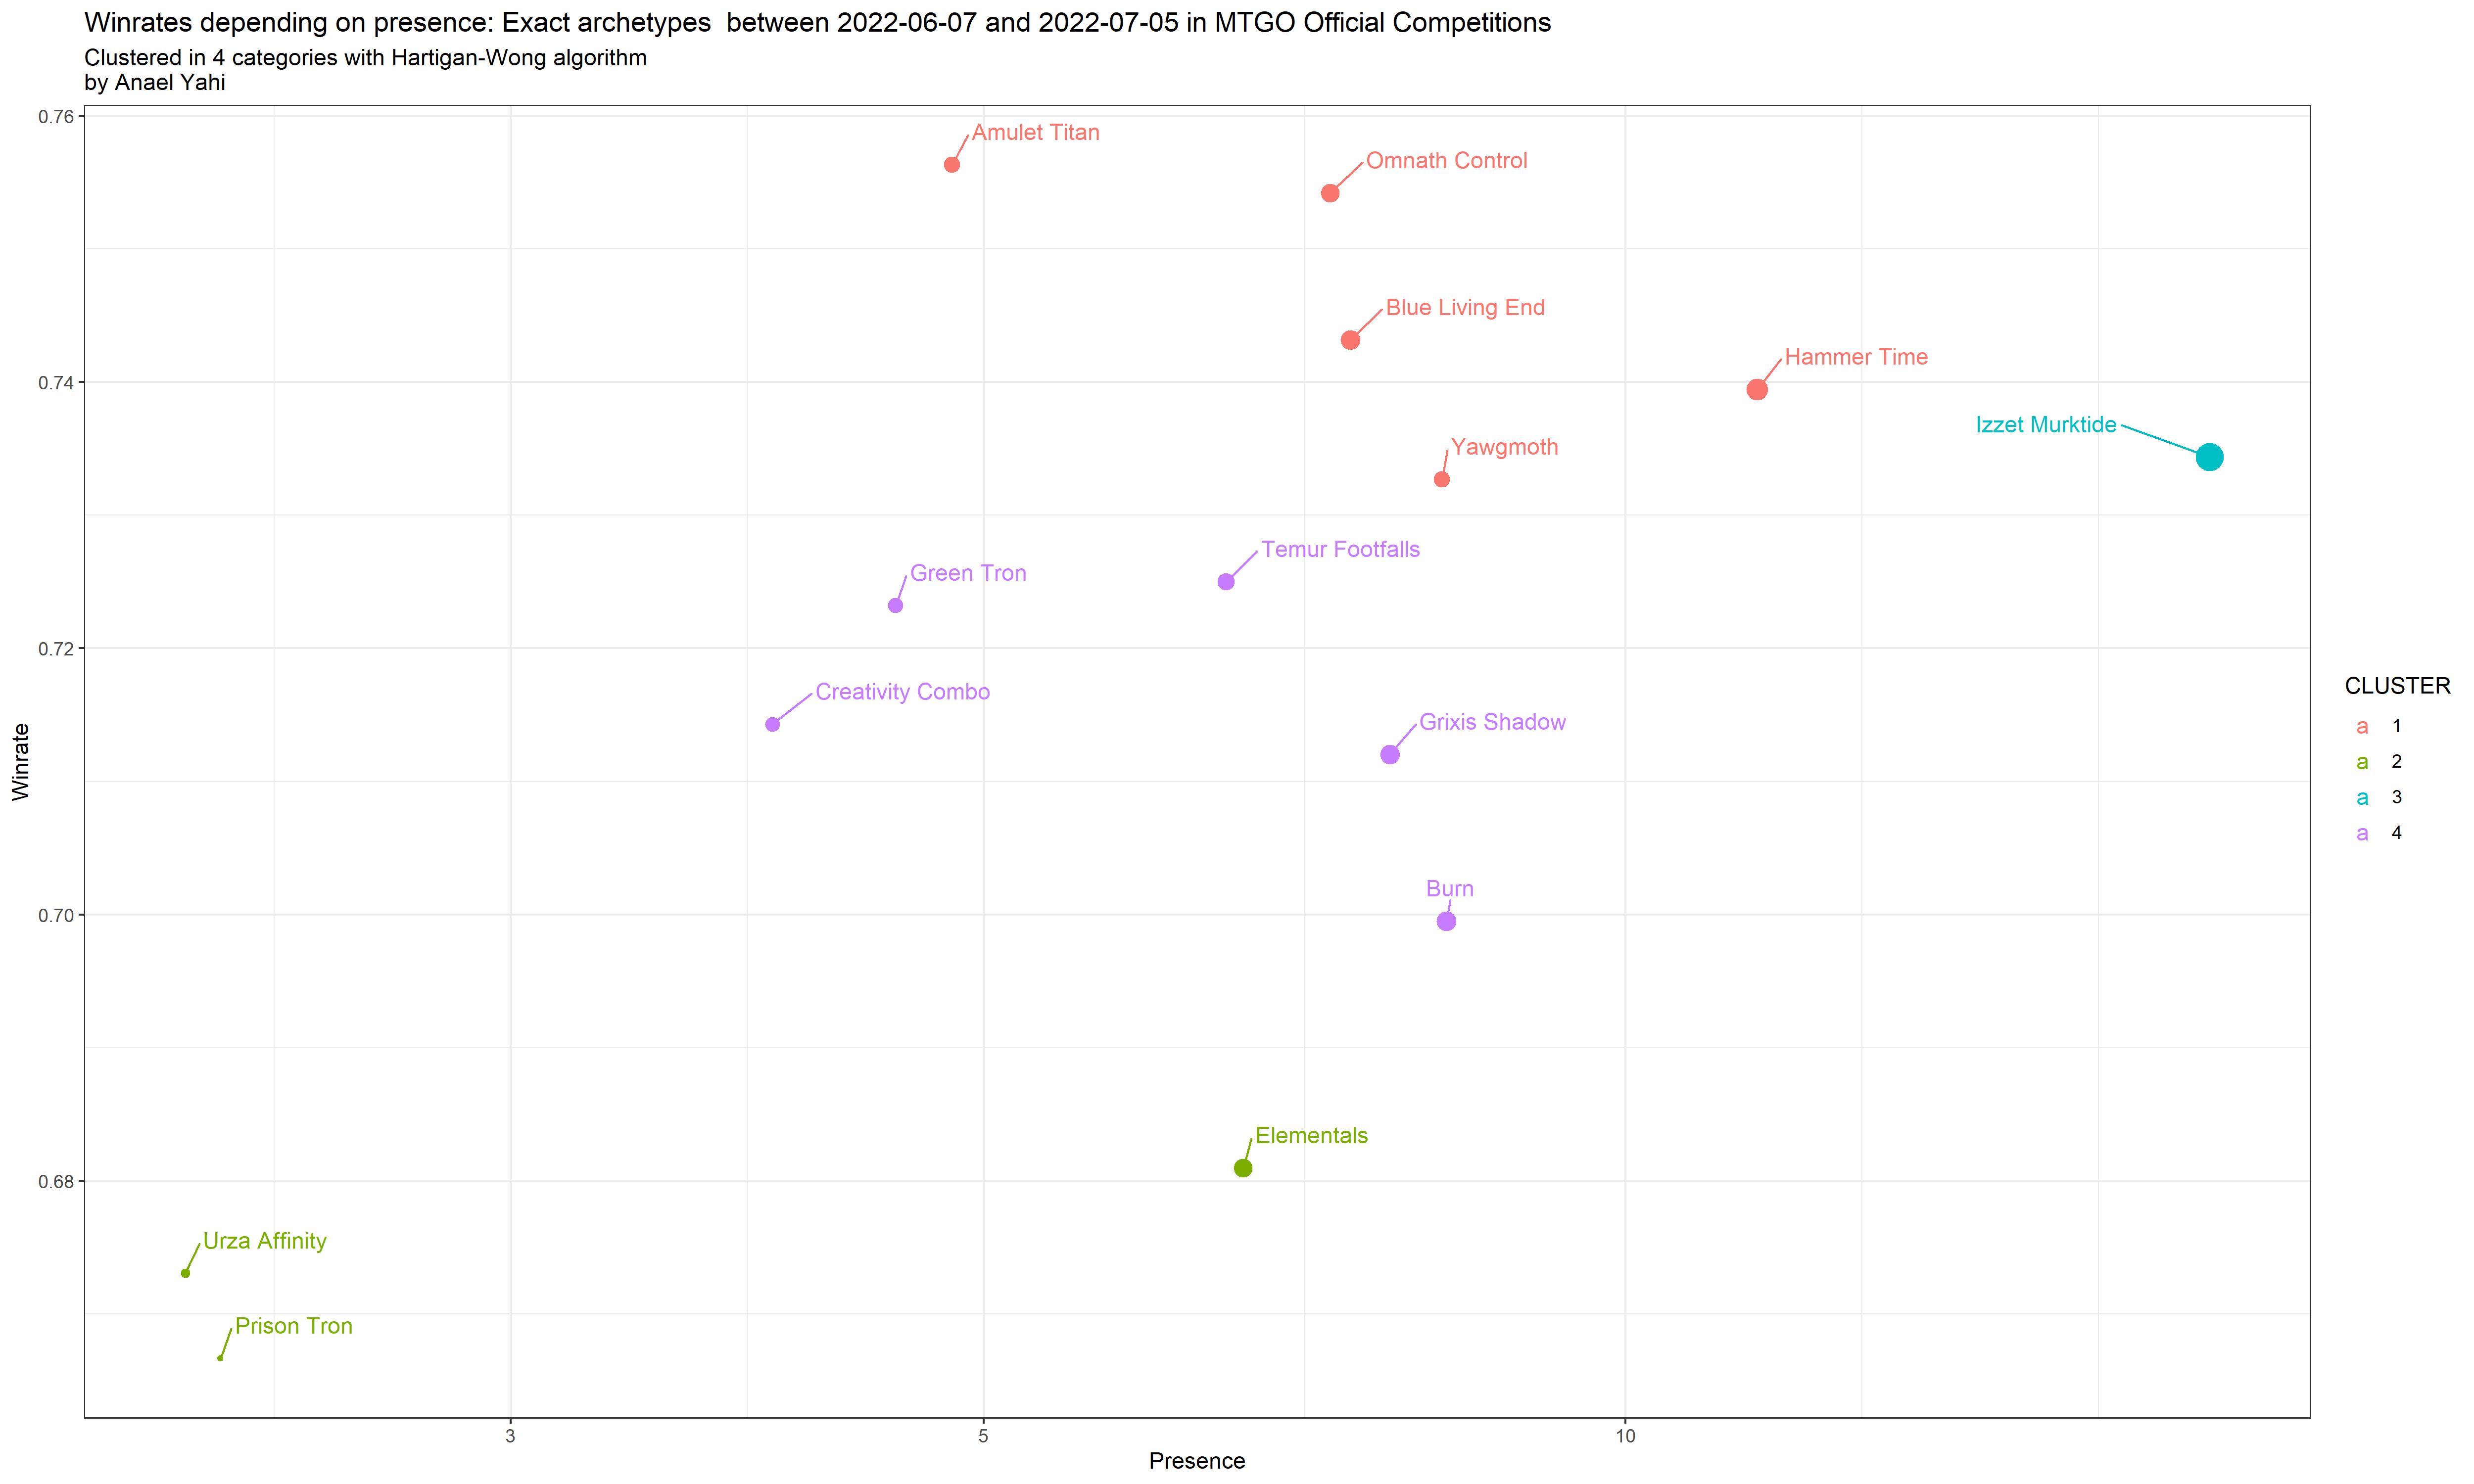 Winrates depending on presence: Exact archetypes  between 2022-06-07 and 2022-07-05 in MTGO Official Competitions
Clustered in 4 categories with Hartigan-Wong algorithm
by Anael Yahi
0.76
Amulet Titan
Omnath Control
Blue Living End
Hammer Time
0.74
Izzet Murktide
Yawgmoth
Temur Footfalls
Green Tron
0.72
Creativity Combo
Grixis Shadow
Burn
0.70
Elementals
0.68
Urza Affinity
Prison Tron
Winrate
3
5
10
Presence
CLUSTER
a 1
a 2
a 3
a 4